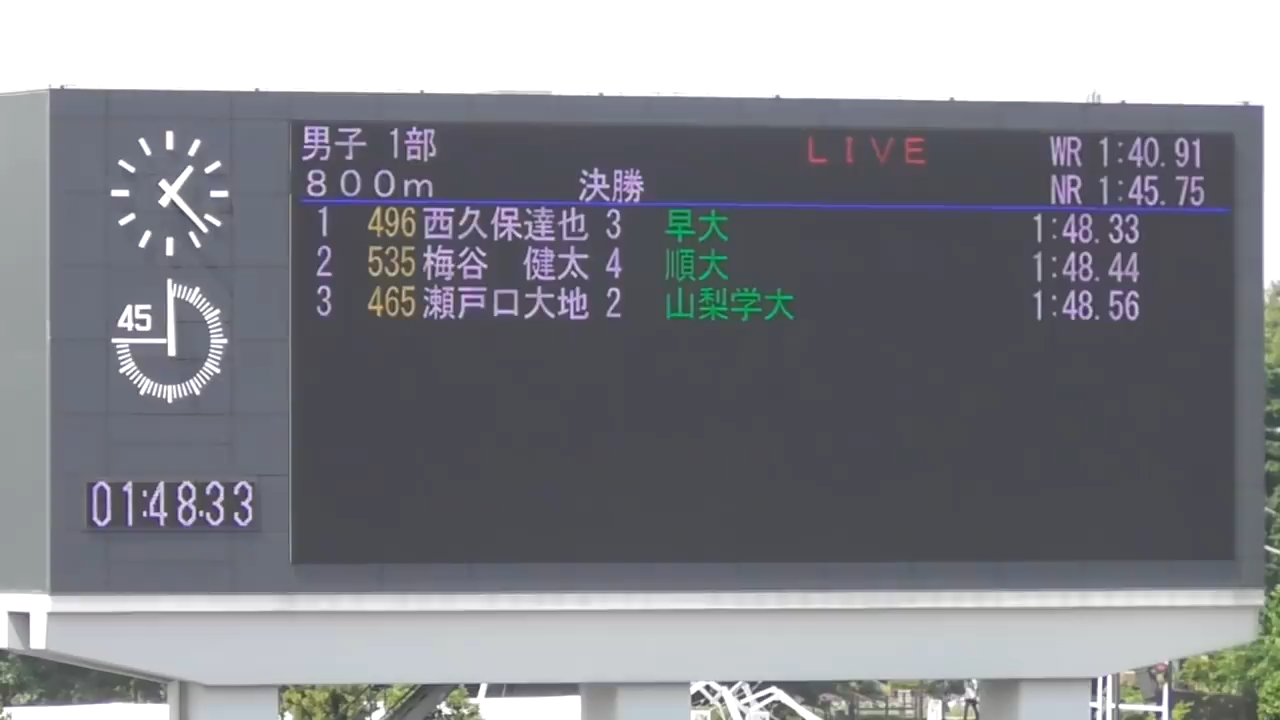 男子 1部 LIVE WR 1:40.91
800m 決勝 NR 1:45.75
1 496 西久保達也 3 早大 1:48.33
2 535 梅谷 健太 4 順大 1:48.44
3 465 瀬戸口大地 2 山梨学大 1:48.56
45
01:48.33